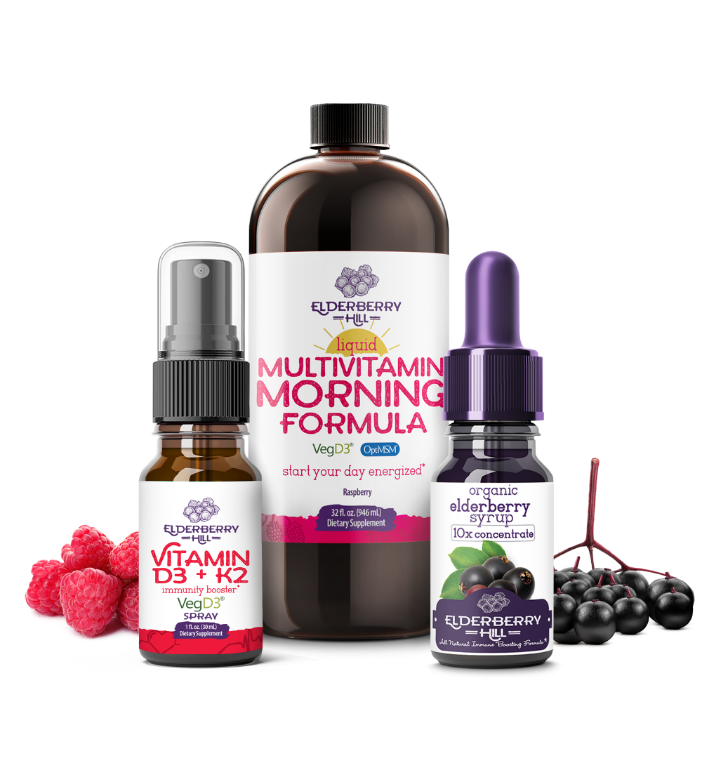 ELDERBERRY
HILL
liquid
MULTIVITAMIN
MORNING
FORMULA
VegD3® OptiMSM®
start your day energized*
Raspberry
32 fl. oz. (946 mL)
Dietary Supplement
ELDERBERRY
HILL
VITAMIN
D3 + K2
immunity booster*
VegD3®
SPRAY
1 fl. oz. (30 mL)
Dietary Supplement
organic
elderberry
syrup
10x concentrate
ELDERBERRY
HILL
All Natural Immune Boosting Formula*